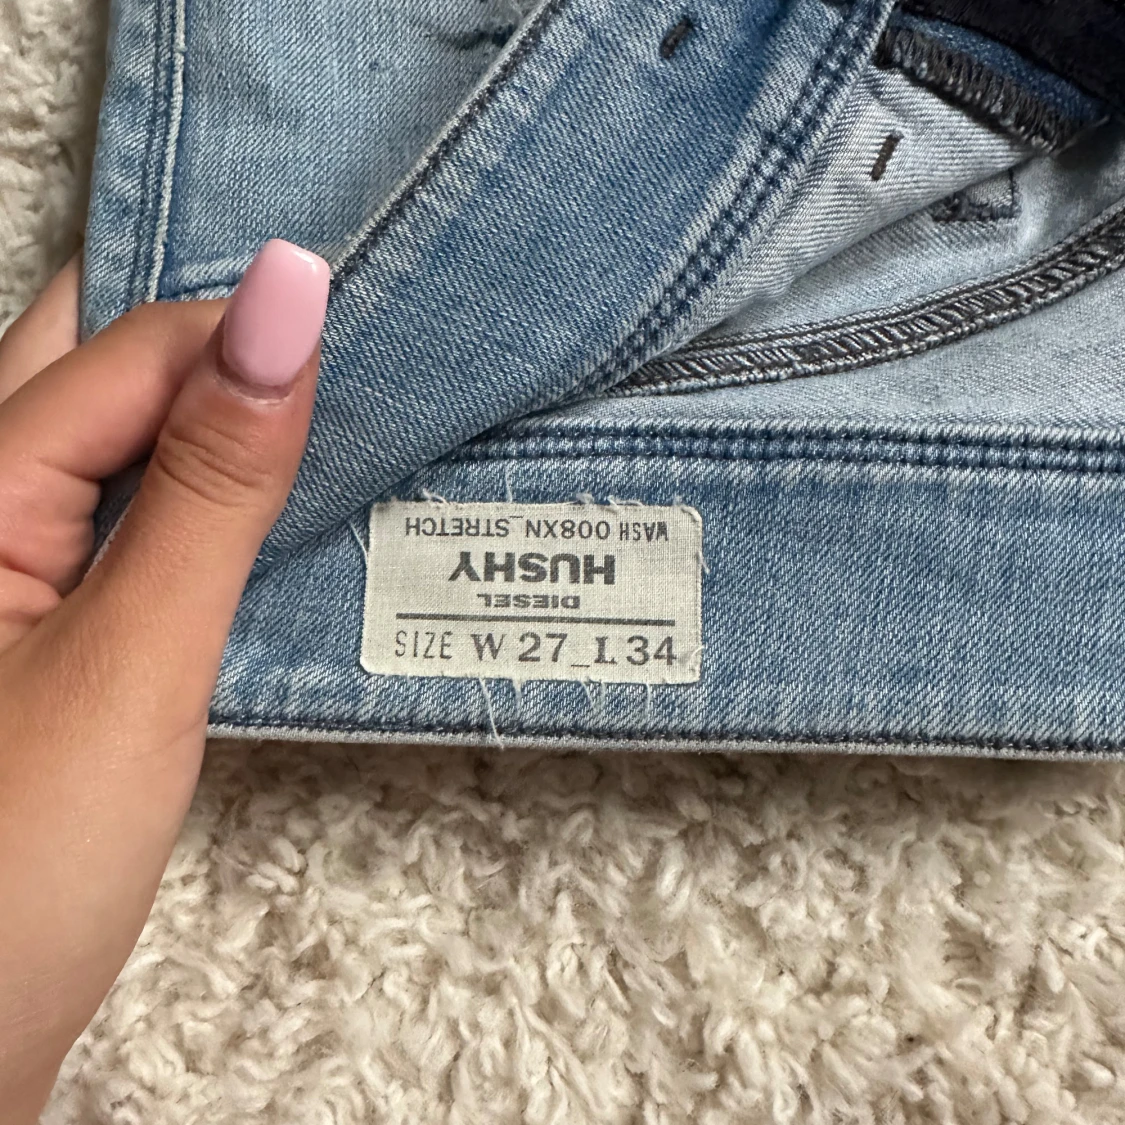 WASH 008XN_STRETCH
HUSHY
DIESEL
SIZE W 27_L 34